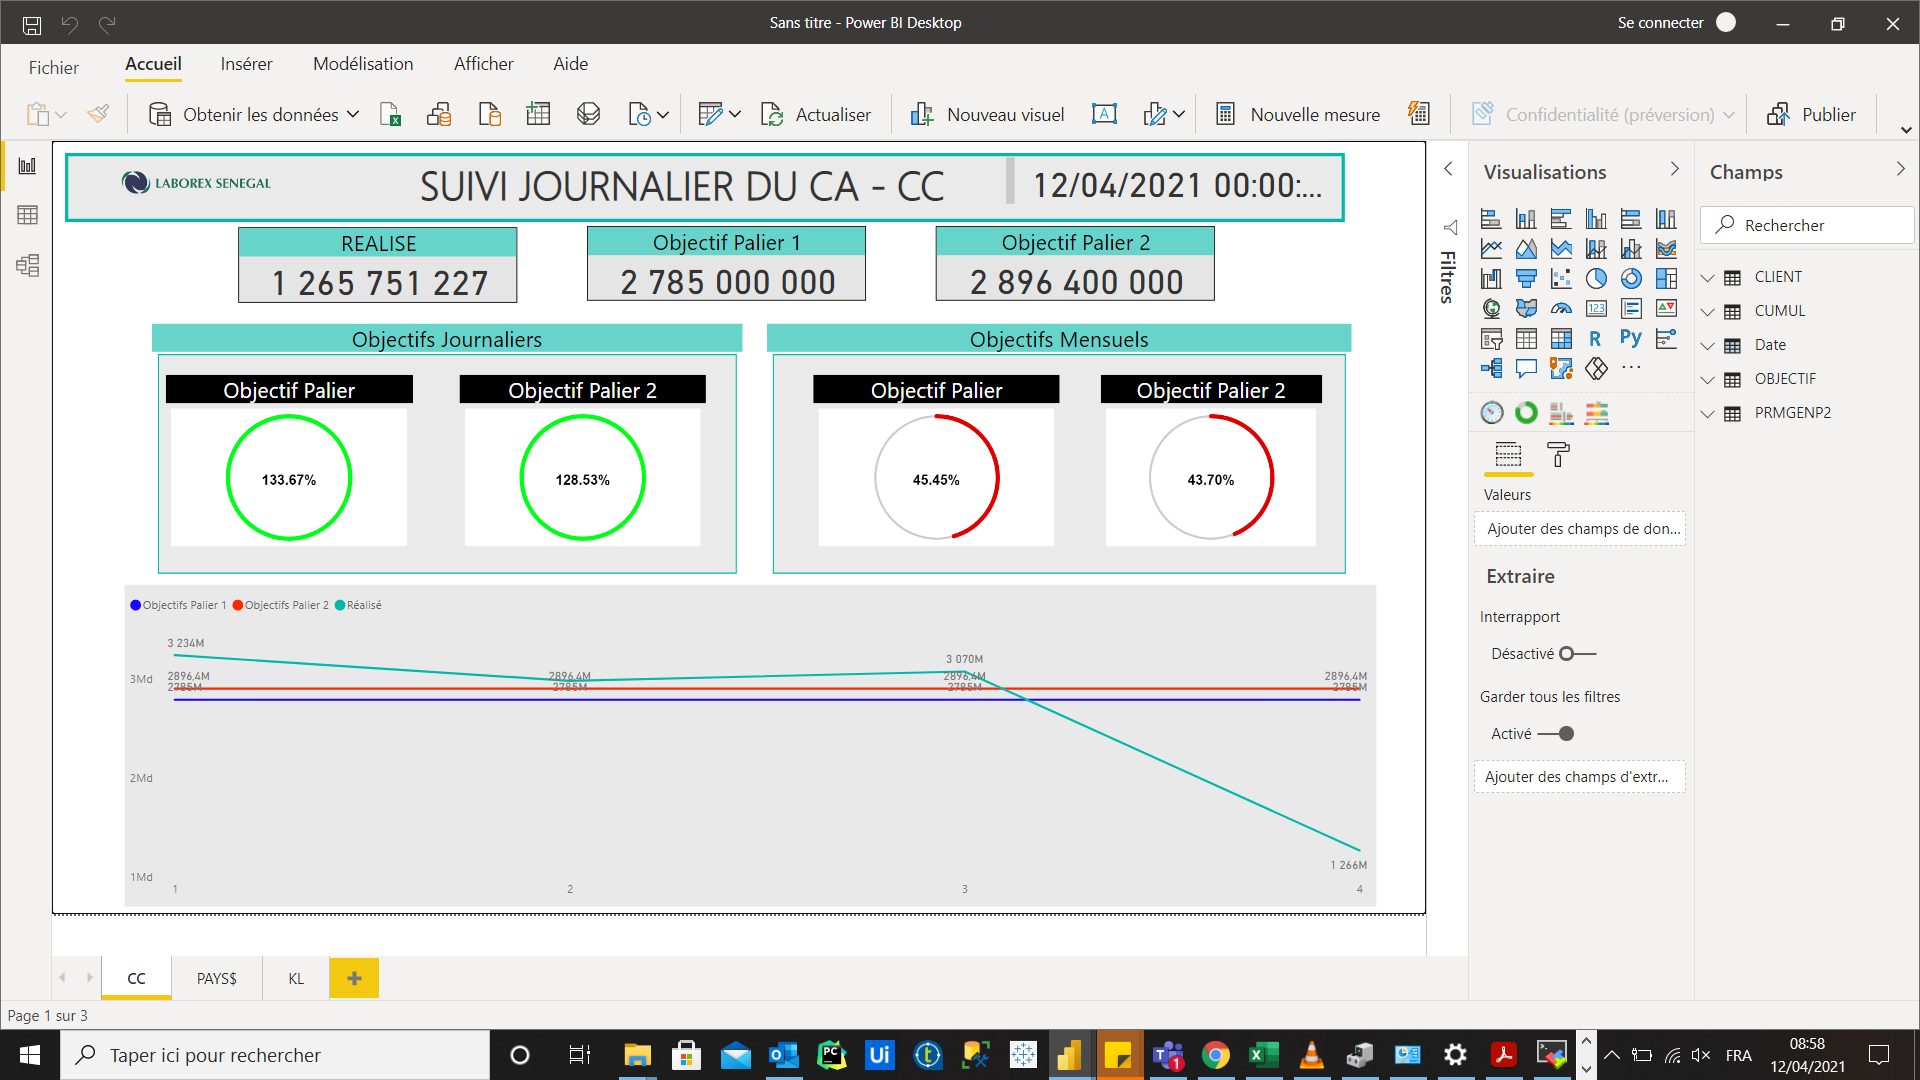 Sans titre - Power BI Desktop
Se connecter
Fichier
Accueil
Insérer
Modélisation
Afficher
Aide
Obtenir les données
Actualiser
Nouveau visuel
Nouvelle mesure
Confidentialité (préversion)
Publier
LABOREX SENEGAL
SUIVI JOURNALIER DU CA - CC
12/04/2021 00:00:...
REALISE
1 265 751 227
Objectif Palier 1
2 785 000 000
Objectif Palier 2
2 896 400 000
Objectifs Journaliers
Objectif Palier
133.67%
Objectif Palier 2
128.53%
Objectifs Mensuels
Objectif Palier
45.45%
Objectif Palier 2
43.70%
Objectifs Palier 1
Objectifs Palier 2
Réalisé
3 234M
3 070M
2896,4M
2896,4M
2896,4M
2896,4M
2785M
2785M
2785M
2785M
1 266M
3Md
2Md
1Md
1
2
3
4
Filtres
Visualisations
123
R
Py
Valeurs
Ajouter des champs de don...
Extraire
Interrapport
Désactivé
Garder tous les filtres
Activé
Ajouter des champs d'extr...
Champs
Rechercher
CLIENT
CUMUL
Date
OBJECTIF
PRMGENP2
CC
PAYS$
KL
Page 1 sur 3
Taper ici pour rechercher
PC
Ui
1
FRA
08:58
12/04/2021